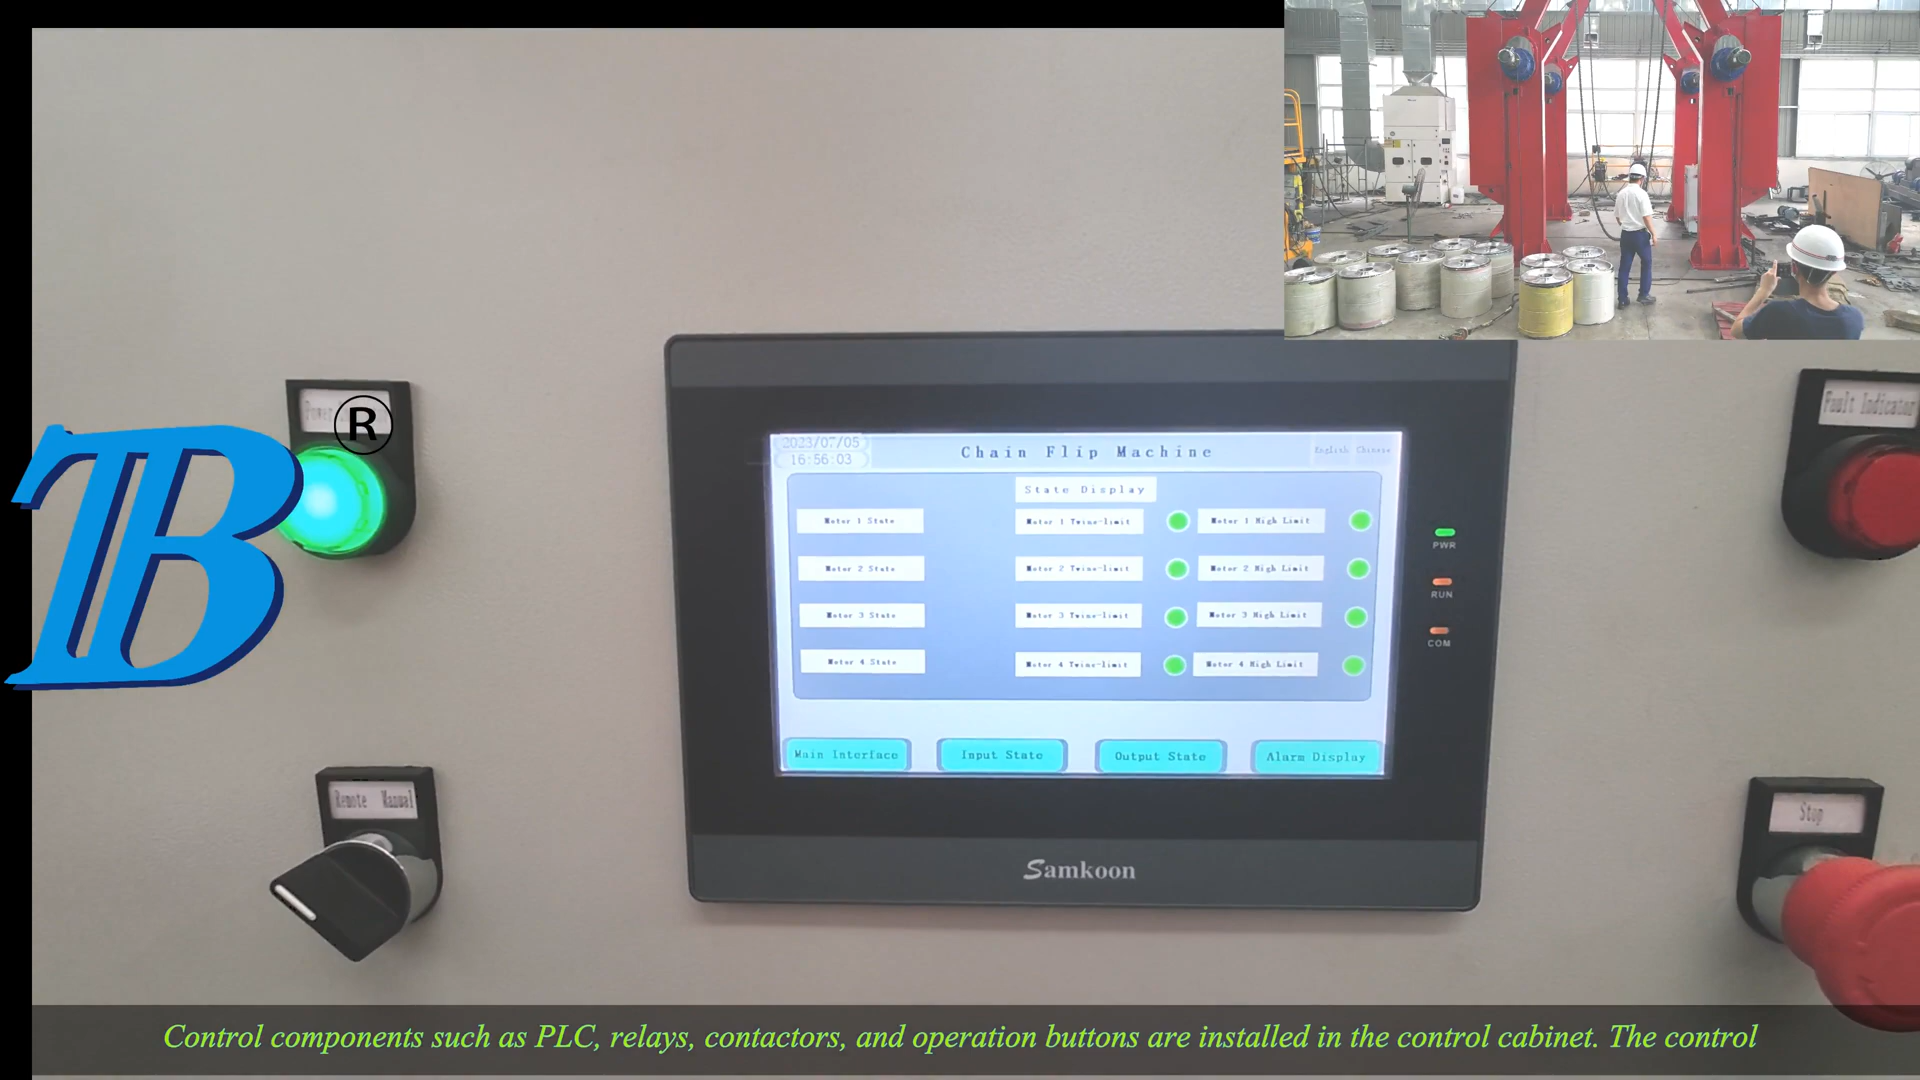 Power
®
TB
Fault Indicator
2023/07/05
16:56:03
Chain Flip Machine
English Chinese
State Display
Motor 1 State
Motor 1 Twine-limit
Motor 1 High Limit
Motor 2 State
Motor 2 Twine-limit
Motor 2 High Limit
Motor 3 State
Motor 3 Twine-limit
Motor 3 High Limit
Motor 4 State
Motor 4 Twine-limit
Motor 4 High Limit
PWR
RUN
COM
Main Interface
Input State
Output State
Alarm Display
Remote Manual
Stop
Samkoon
Control components such as PLC, relays, contactors, and operation buttons are installed in the control cabinet. The control